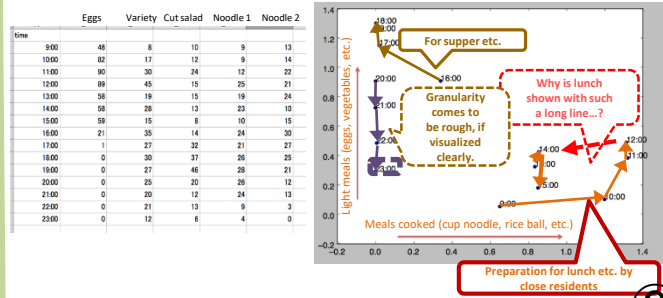 Eggs Variety Cut salad Noodle 1 Noodle 2
time
9:00 46 8 10 9 13
10:00 82 17 12 9 14
11:00 90 30 24 12 22
12:00 89 45 15 25 21
13:00 58 19 15 19 24
14:00 58 28 13 23 10
15:00 59 15 6 10 15
16:00 21 35 14 24 30
17:00 1 27 32 21 27
18:00 0 30 37 26 25
19:00 0 27 46 28 21
20:00 0 25 20 26 12
21:00 0 20 12 24 13
22:00 0 21 13 9 3
23:00 0 12 6 4 0
1.4
1.2
1.0
0.8
0.6
0.4
0.2
0.0
−0.2
−0.2 0.0 0.2 0.4 0.6 0.8 1.0 1.2 1.4
Light meals (eggs, vegetables, etc.)
Meals cooked (cup noodle, rice ball, etc.)
18:00
17:00
16:00
20:00
21:00
22:00
23:00
12:00
11:00
14:00
For supper etc.
Granularity
comes to
be rough, if
visualized
clearly.
Why is lunch
shown with such
a long line...?
Preparation for lunch etc. by
close residents